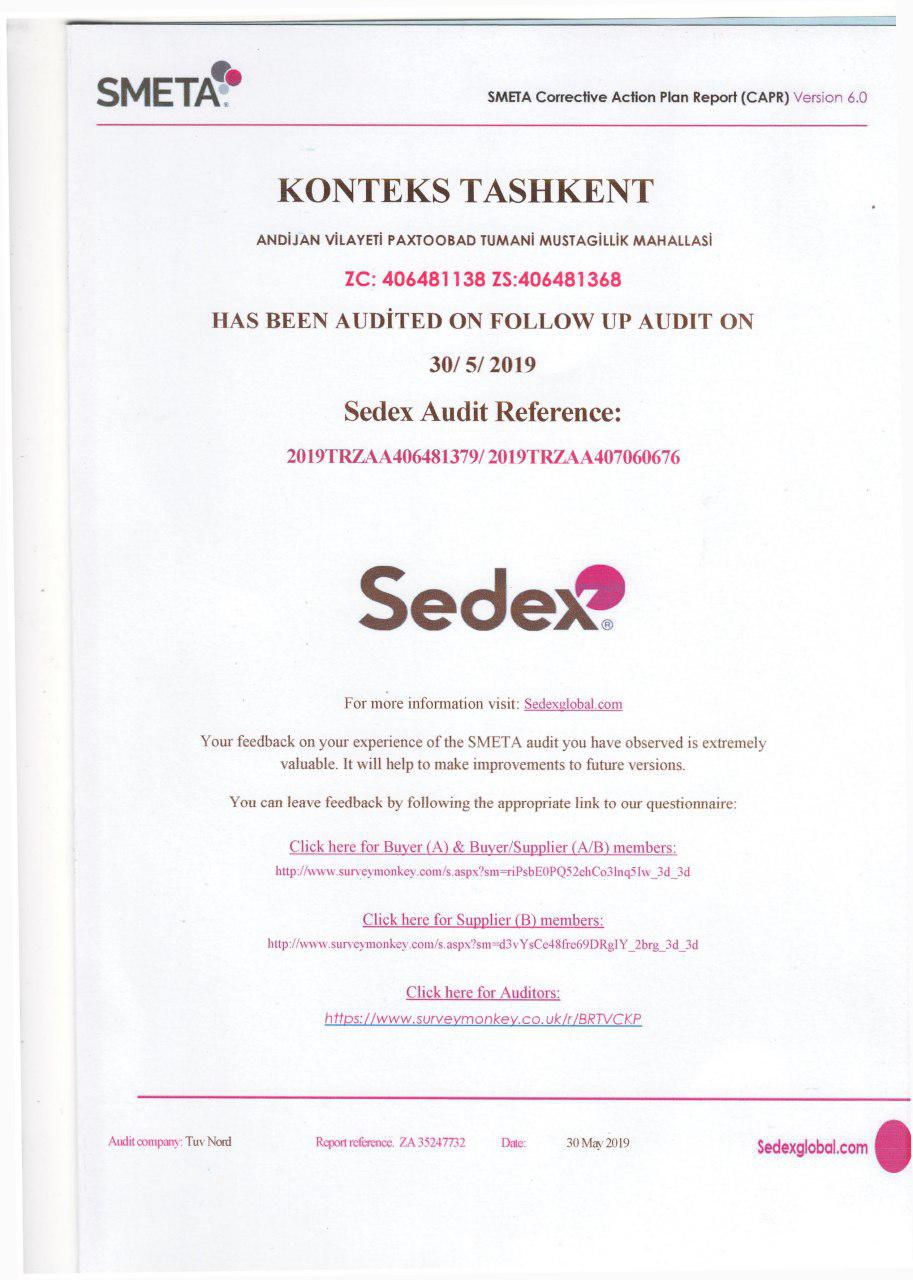 SMETA
SMETA Corrective Action Plan Report (CAPR) Version 6.0
KONTEKS TASHKENT
ANDİJAN VİLAYETİ PAXTOOBAD TUMANİ MUSTAGİLLİK MAHALLASİ
ZC: 406481138 ZS:406481368
HAS BEEN AUDİTED ON FOLLOW UP AUDIT ON
30/ 5/ 2019
Sedex Audit Reference:
2019TRZAA406481379/ 2019TRZAA407060676
Sedex®
For more information visit: Sedexglobal.com
Your feedback on your experience of the SMETA audit you have observed is extremely
valuable. It will help to make improvements to future versions.
You can leave feedback by following the appropriate link to our questionnaire:
Click here for Buyer (A) & Buyer/Supplier (A/B) members:
http://www.surveymonkey.com/s.aspx?sm=riPsbE0PQ52ehCo3lnq5Iw_3d_3d
Click here for Supplier (B) members:
http://www.surveymonkey.com/s.aspx?sm=d3vYsCe48fre69DRgIY_2brg_3d_3d
Click here for Auditors:
https://www.surveymonkey.co.uk/r/BRTVCKP
Audit company: Tuv Nord Report reference. ZA 35247732 Date: 30 May 2019
Sedexglobal.com